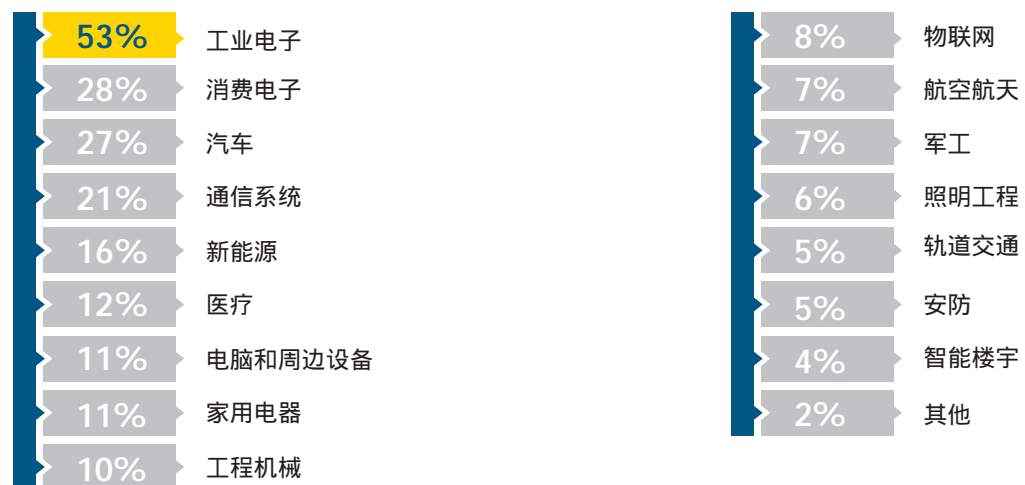 53% 工业电子
28% 消费电子
27% 汽车
21% 通信系统
16% 新能源
12% 医疗
11% 电脑和周边设备
11% 家用电器
10% 工程机械
8% 物联网
7% 航空航天
7% 军工
6% 照明工程
5% 轨道交通
5% 安防
4% 智能楼宇
2% 其他